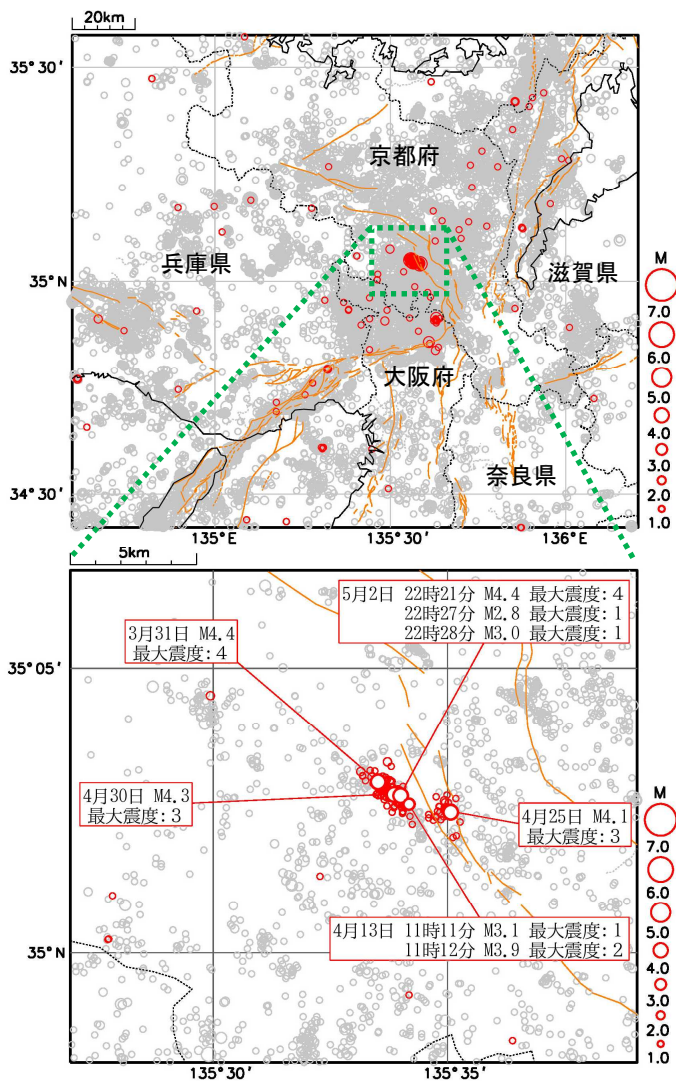 20km
35°30′
京都府
兵庫県
滋賀県
35°N
大阪府
奈良県
34°30′
135°E
135°30′
136°E
M
7.0
6.0
5.0
4.0
3.0
2.0
1.0
5km
5月2日 22時21分 M4.4 最大震度:4
22時27分 M2.8 最大震度:1
22時28分 M3.0 最大震度:1
3月31日 M4.4
最大震度:4
35°05′
4月30日 M4.3
最大震度:3
4月25日 M4.1
最大震度:3
4月13日 11時11分 M3.1 最大震度:1
11時12分 M3.9 最大震度:2
35°N
135°30′
135°35′
M
7.0
6.0
5.0
4.0
3.0
2.0
1.0